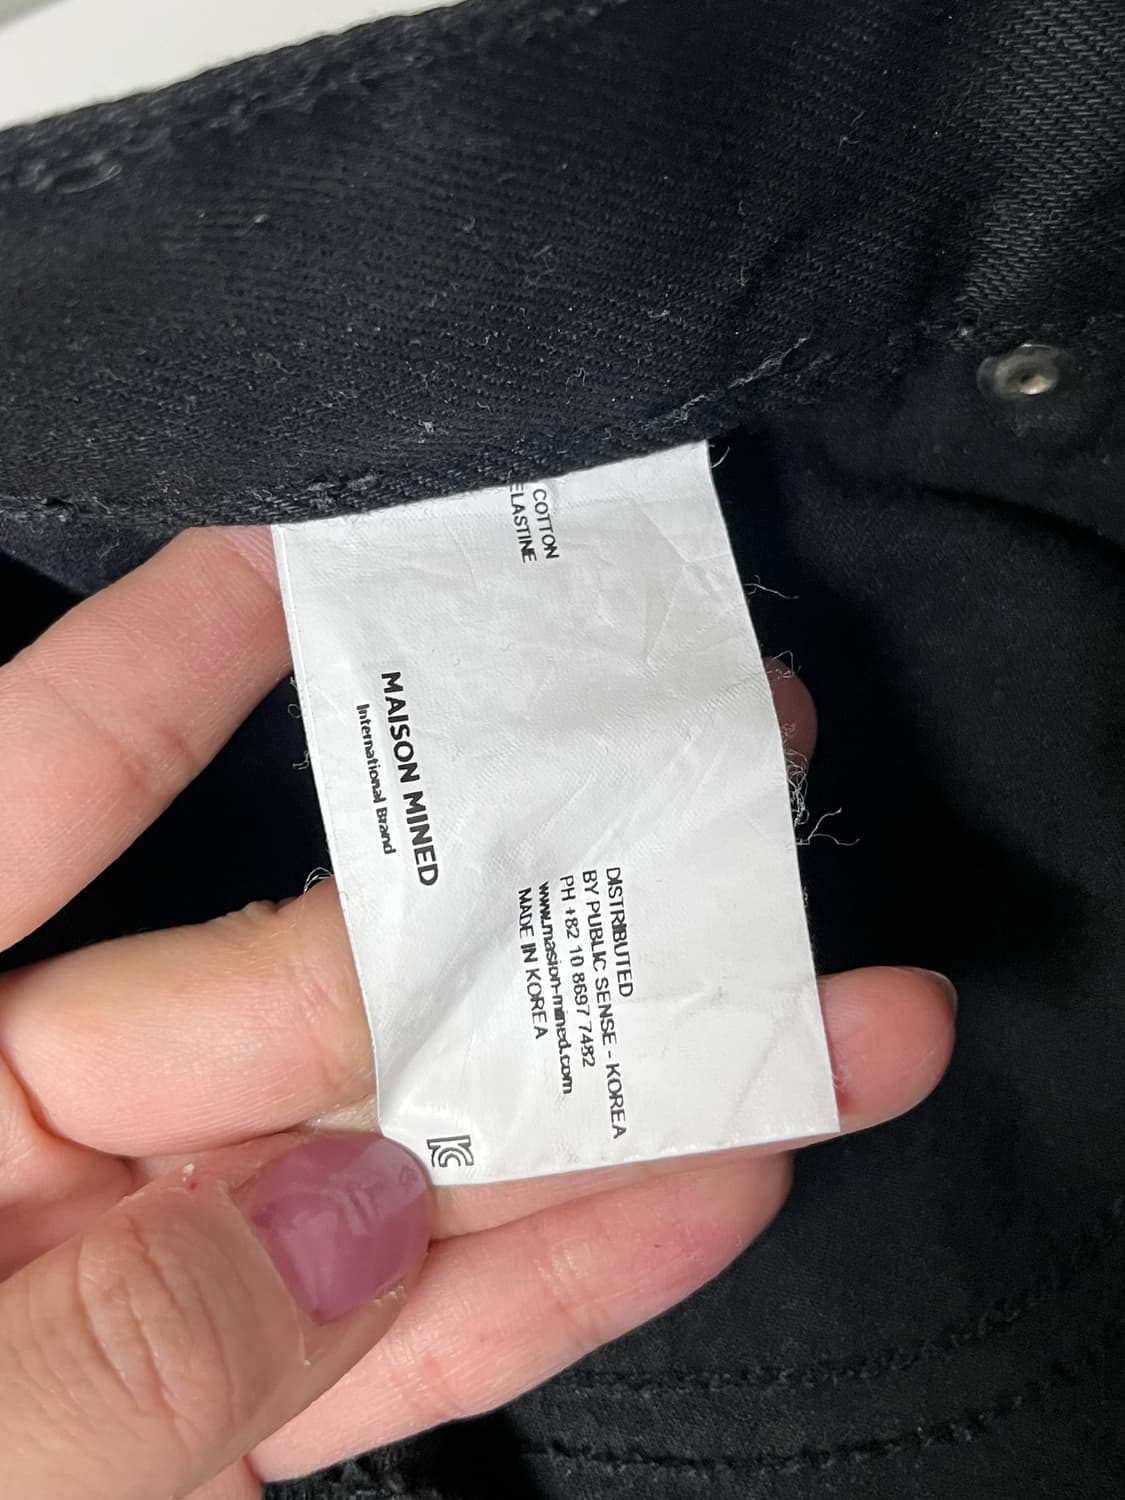 COTTON
ELASTINE
MAISON MINED
International Brand
DISTRIBUTED
BY PUBLIC SENSE - KOREA
PH +82 10 8697 7482
www.masion-mined.com
MADE IN KOREA